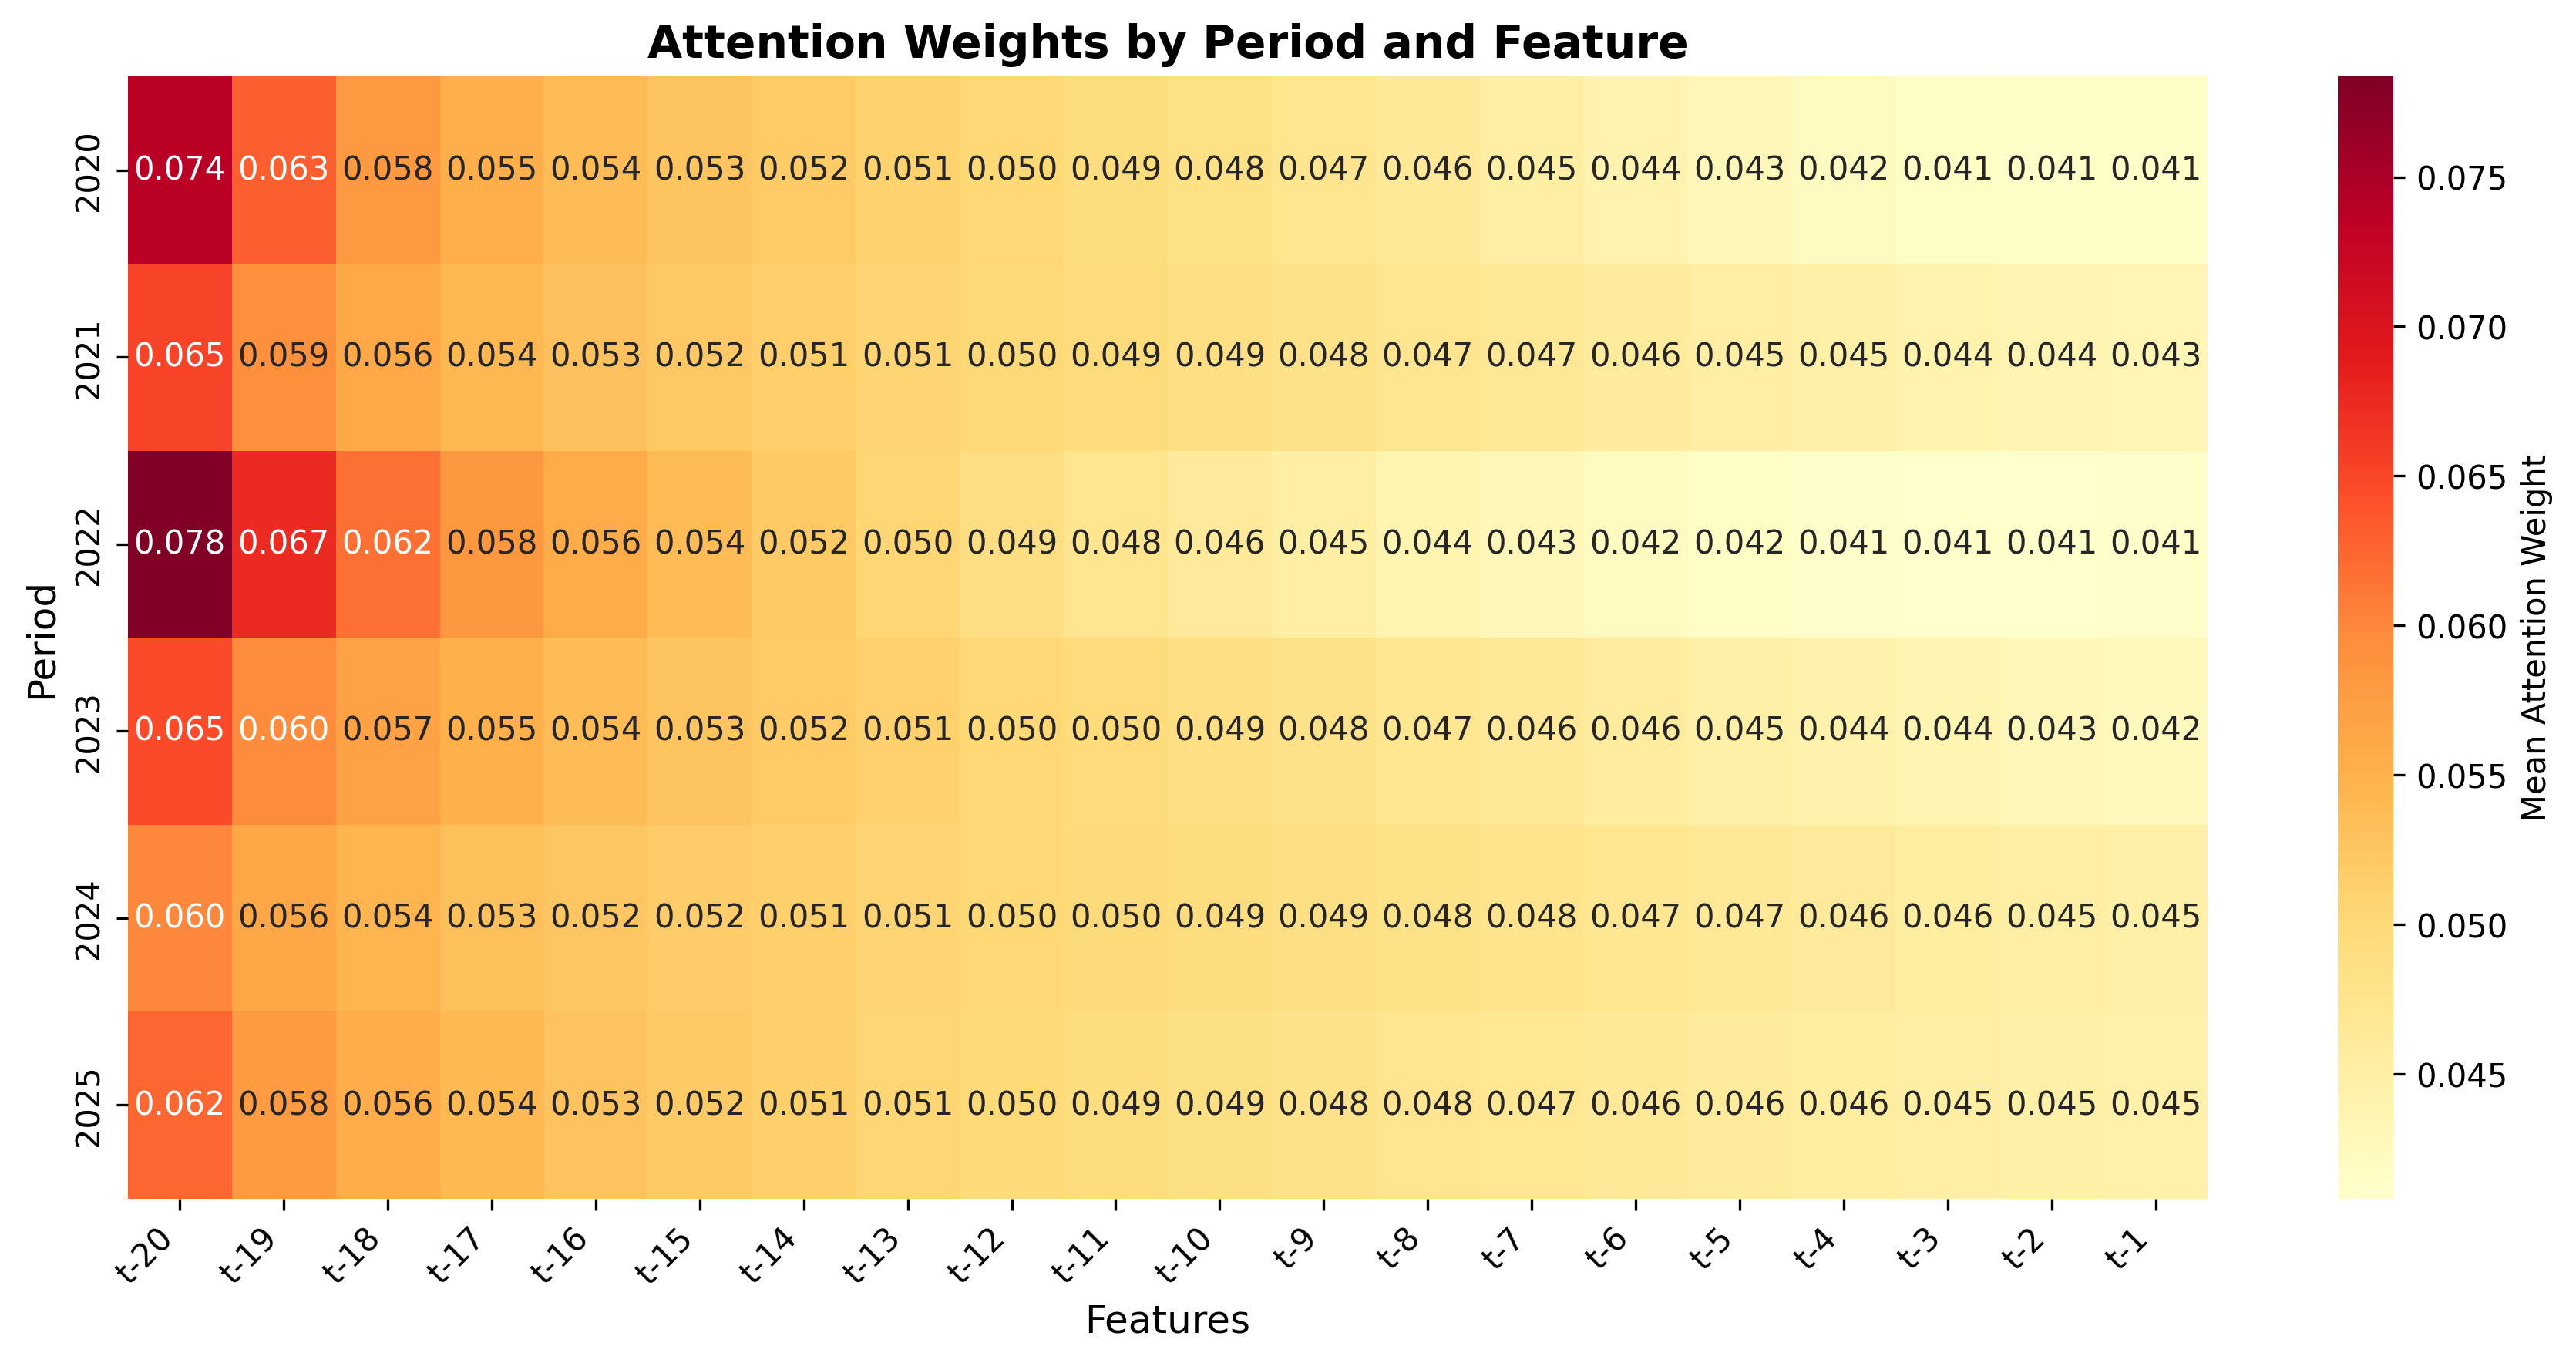 Attention Weights by Period and Feature
Period
2020 0.074 0.063 0.058 0.055 0.054 0.053 0.052 0.051 0.050 0.049 0.048 0.047 0.046 0.045 0.044 0.043 0.042 0.041 0.041 0.041
2021 0.065 0.059 0.056 0.054 0.053 0.052 0.051 0.051 0.050 0.049 0.049 0.048 0.047 0.047 0.046 0.045 0.045 0.044 0.044 0.043
2022 0.078 0.067 0.062 0.058 0.056 0.054 0.052 0.050 0.049 0.048 0.046 0.045 0.044 0.043 0.042 0.042 0.041 0.041 0.041 0.041
2023 0.065 0.060 0.057 0.055 0.054 0.053 0.052 0.051 0.050 0.050 0.049 0.048 0.047 0.046 0.046 0.045 0.044 0.044 0.043 0.042
2024 0.060 0.056 0.054 0.053 0.052 0.052 0.051 0.051 0.050 0.050 0.049 0.049 0.048 0.048 0.047 0.047 0.046 0.046 0.045 0.045
2025 0.062 0.058 0.056 0.054 0.053 0.052 0.051 0.051 0.050 0.049 0.049 0.048 0.048 0.047 0.046 0.046 0.046 0.045 0.045 0.045
t-20 t-19 t-18 t-17 t-16 t-15 t-14 t-13 t-12 t-11 t-10 t-9 t-8 t-7 t-6 t-5 t-4 t-3 t-2 t-1
Features
0.075
0.070
0.065
0.060
0.055
0.050
0.045
Mean Attention Weight